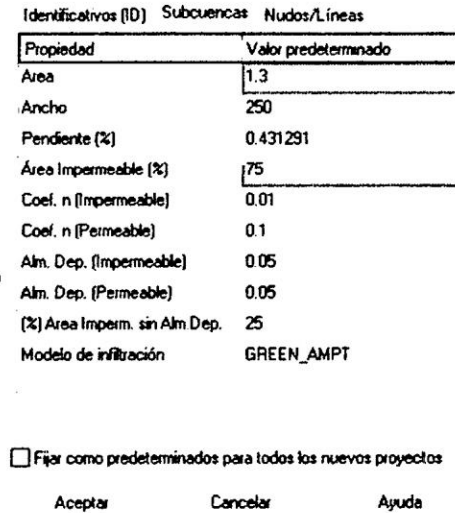 Identificativos (ID) Subcuencas Nudos/Líneas
Propiedad Valor predeterminado
Area 1.3
Ancho 250
Pendiente (%) 0.431291
Área Impermeable (%) 75
Coef. n (Impermeable) 0.01
Coef. n (Permeable) 0.1
Alm. Dep. (Impermeable) 0.05
Alm. Dep. (Permeable) 0.05
(%) Area Imperm. sin Alm Dep. 25
Modelo de infiltración GREEN_AMPT
Fijar como predeterminados para todos los nuevos proyectos
Aceptar Cancelar Ayuda